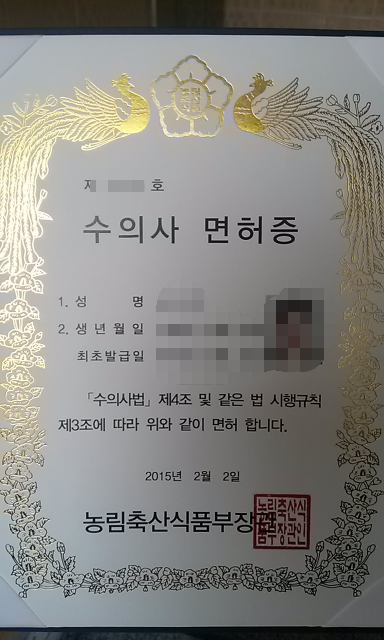 제 호
수의사 면허증
1. 성 명
2. 생년월일
최초발급일
「수의사법」 제4조 및 같은 법 시행규칙
제3조에 따라 위와 같이 면허 합니다.
2015년 2월 2일
농림축산식품부장관
농림축산식
품부장관인